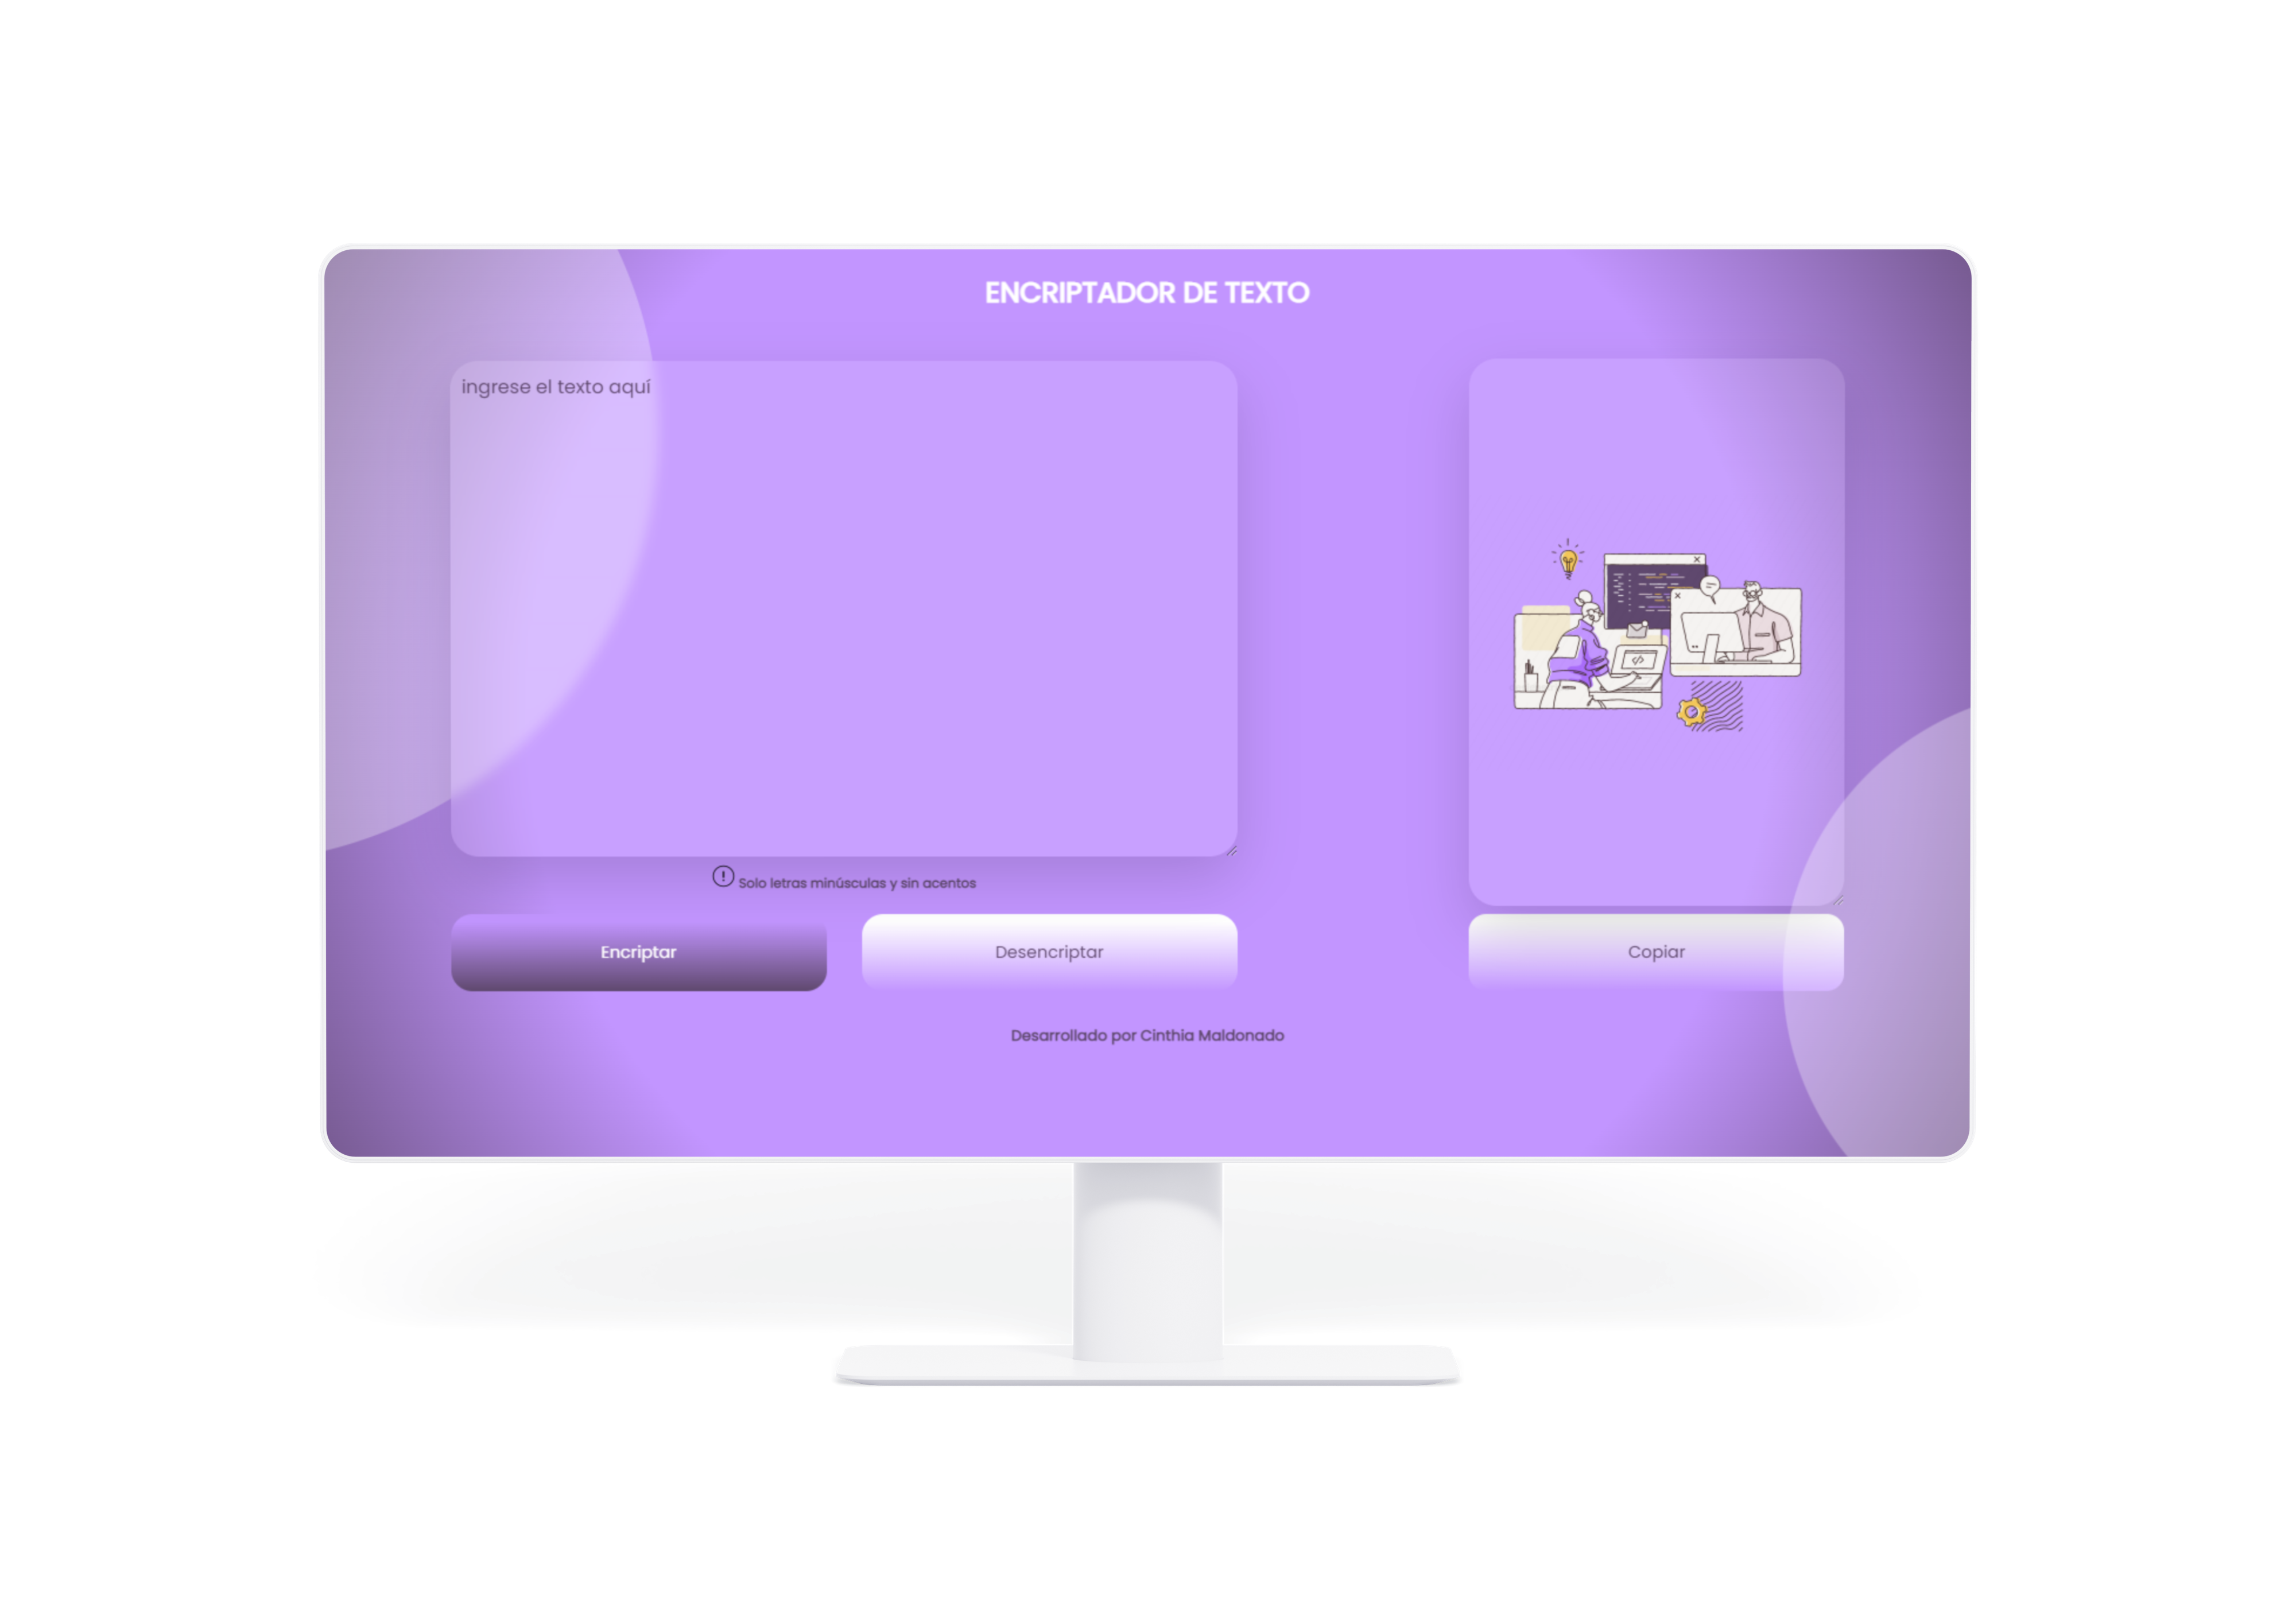 ENCRIPTADOR DE TEXTO
ingrese el texto aquí
Solo letras minúsculas y sin acentos
Encriptar
Desencriptar
Copiar
Desarrollado por Cinthia Maldonado